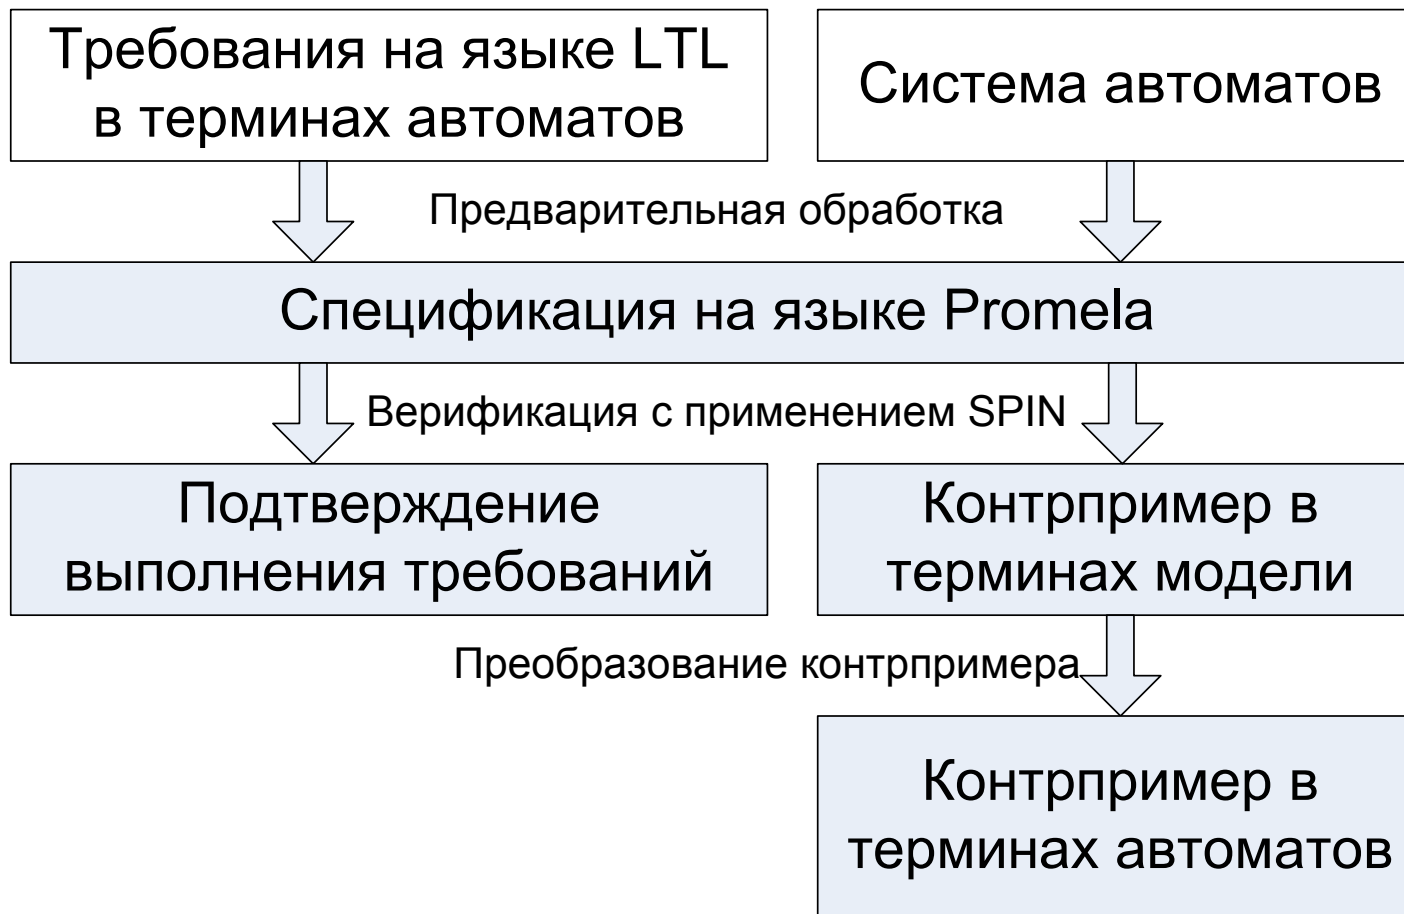 Требования на языке LTL
в терминах автоматов
Система автоматов
Предварительная обработка
Спецификация на языке Promela
Верификация с применением SPIN
Подтверждение
выполнения требований
Контрпример в
терминах модели
Преобразование контрпримера
Контрпример в
терминах автоматов